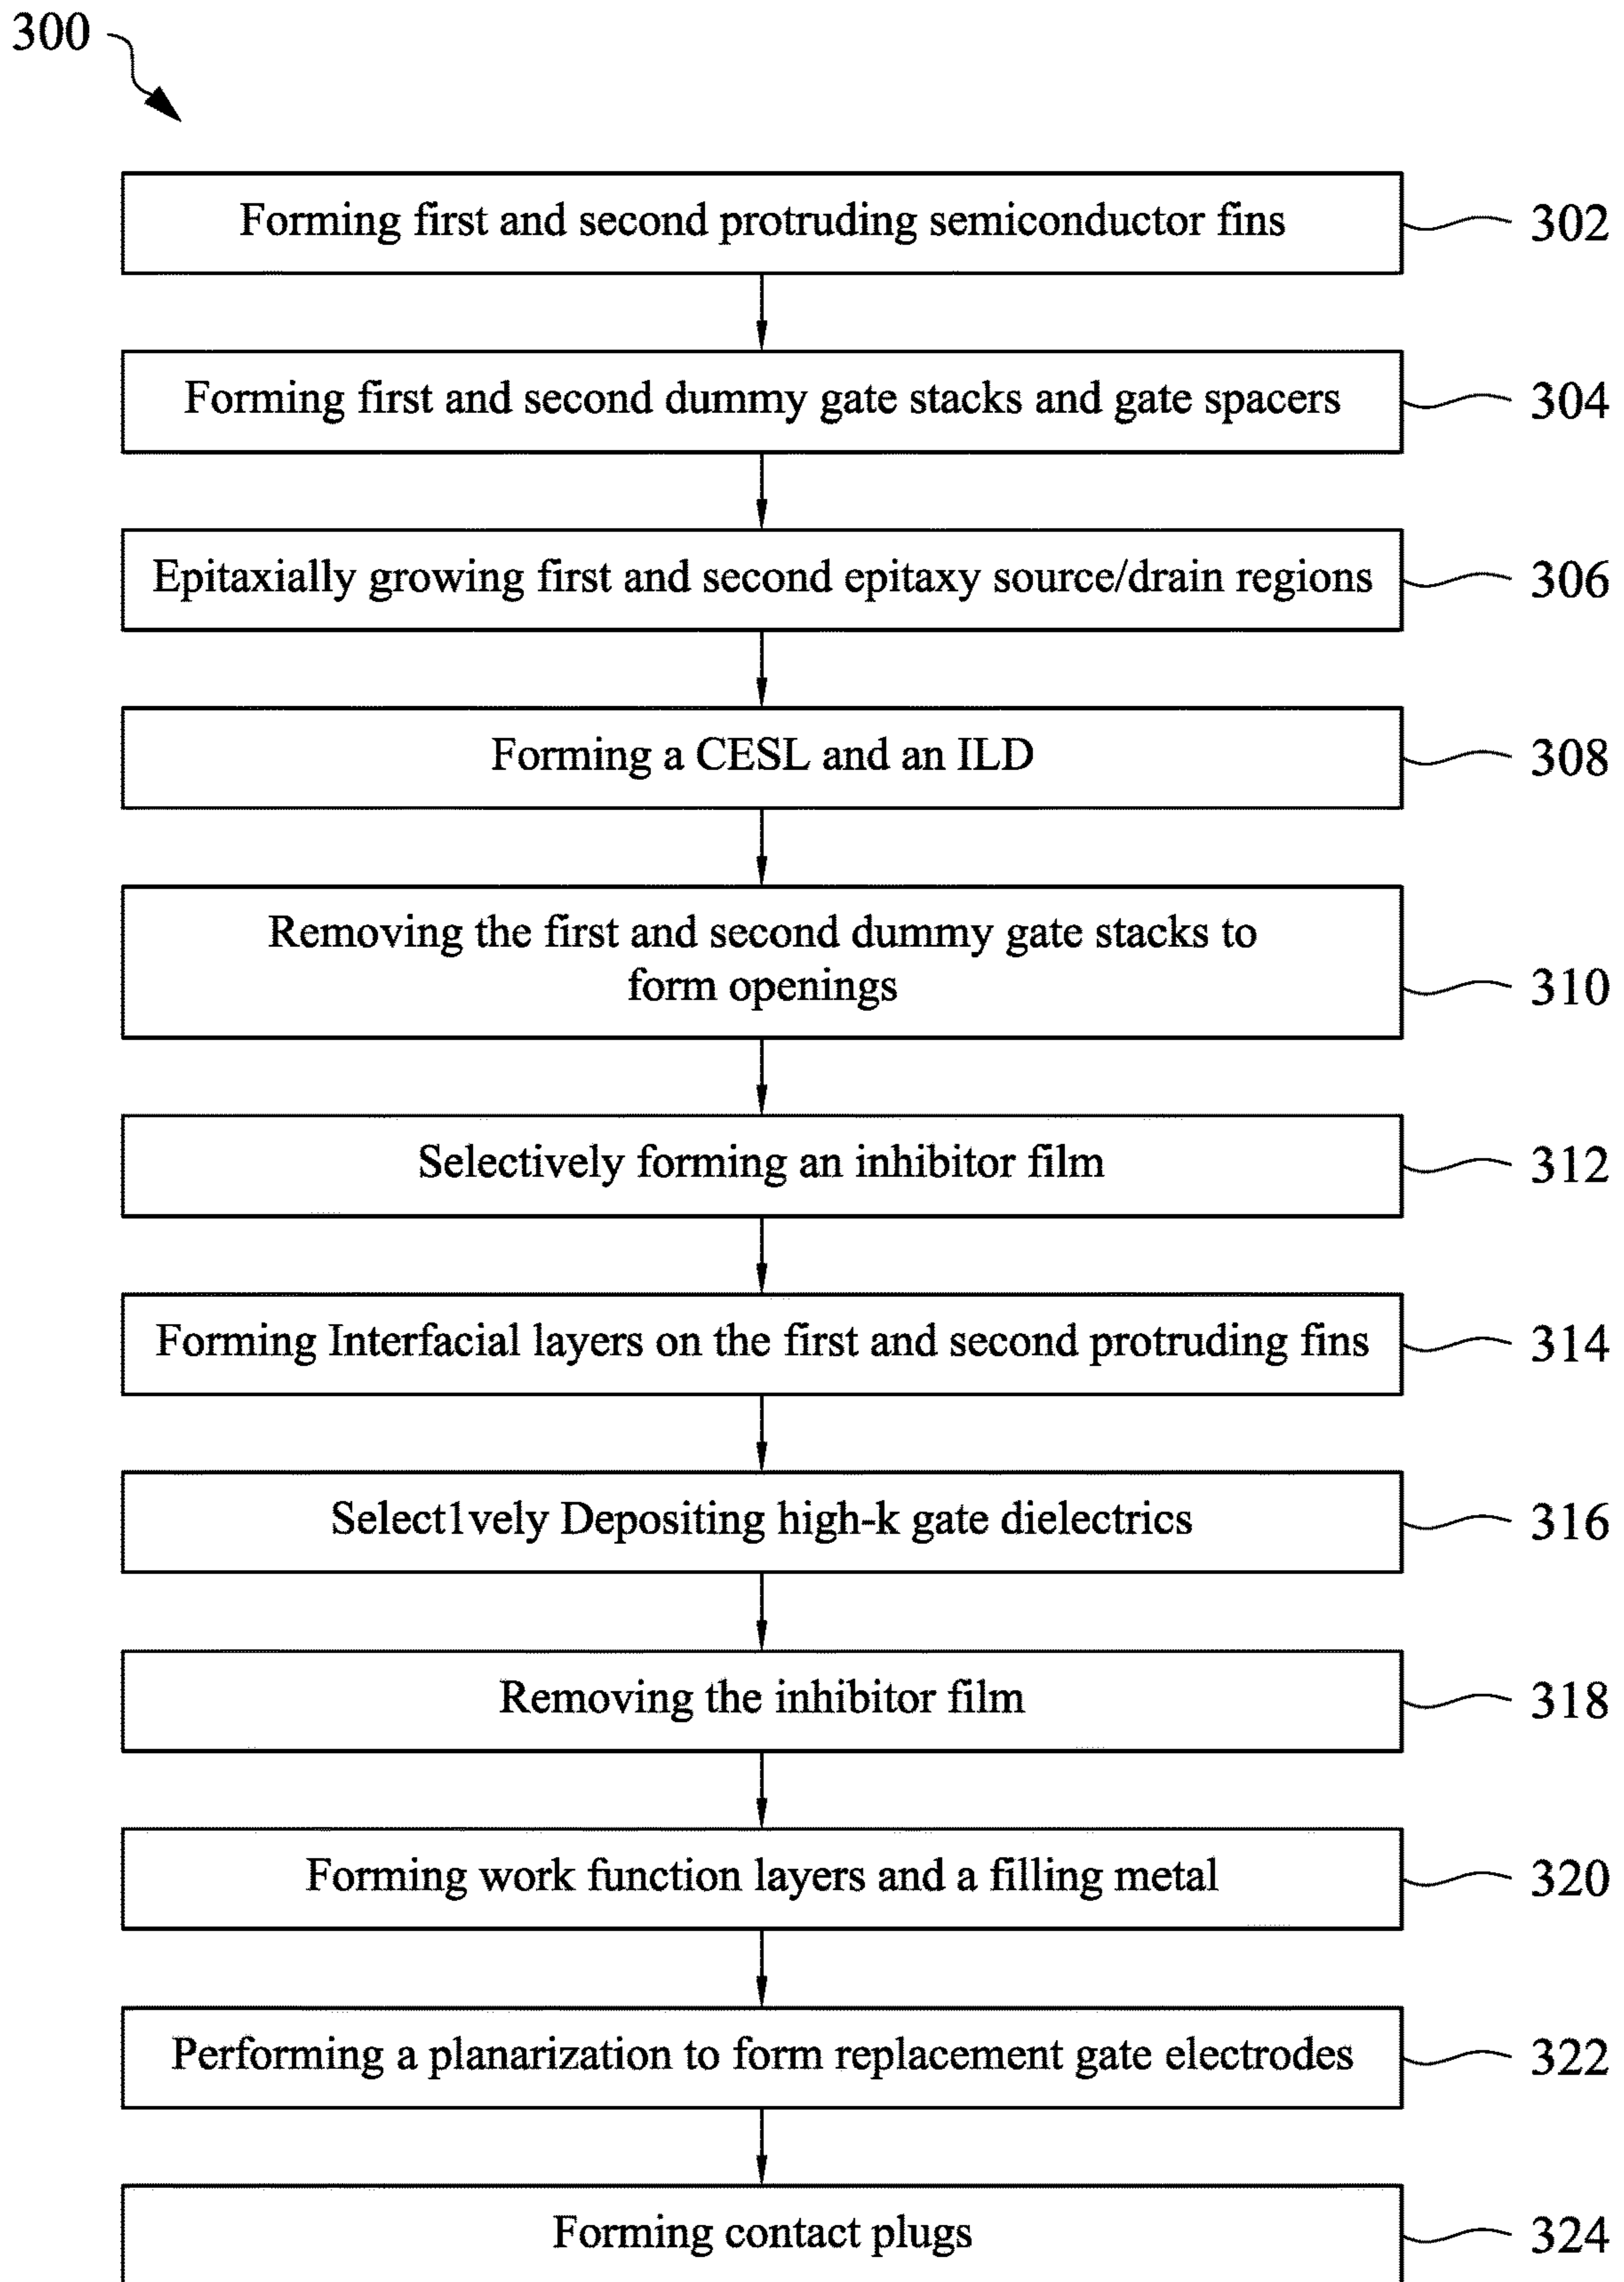 300
Forming first and second protruding semiconductor fins
302
Forming first and second dummy gate stacks and gate spacers
304
Epitaxially growing first and second epitaxy source/drain regions
306
Forming a CESL and an ILD
308
Removing the first and second dummy gate stacks to
form openings
310
Selectively forming an inhibitor film
312
Forming Interfacial layers on the first and second protruding fins
314
Select1vely Depositing high-k gate dielectrics
316
Removing the inhibitor film
318
Forming work function layers and a filling metal
320
Performing a planarization to form replacement gate electrodes
322
Forming contact plugs
324